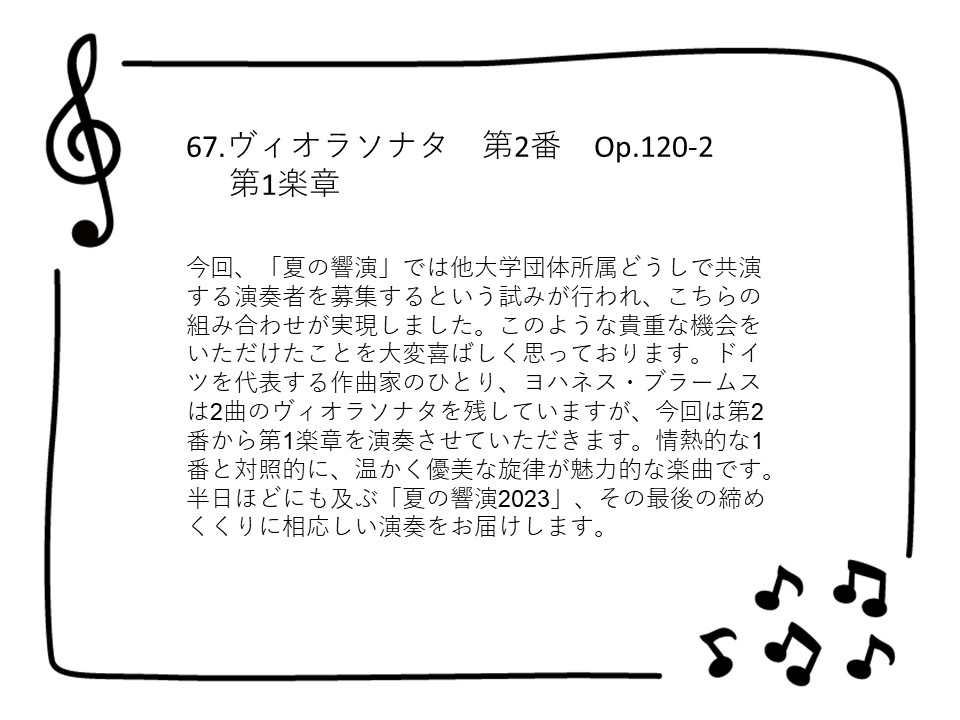 67.ヴィオラソナタ　第2番　Op.120-2
第1楽章
今回、「夏の響演」では他大学団体所属どうしで共演
する演奏者を募集するという試みが行われ、こちらの
組み合わせが実現しました。このような貴重な機会を
いただけたことを大変喜ばしく思っております。ドイ
ツを代表する作曲家のひとり、ヨハネス・ブラームス
は2曲のヴィオラソナタを残していますが、今回は第2
番から第1楽章を演奏させていただきます。情熱的な1
番と対照的に、温かく優美な旋律が魅力的な楽曲です。
半日ほどにも及ぶ「夏の響演2023」、その最後の締め
くくりに相応しい演奏をお届けします。